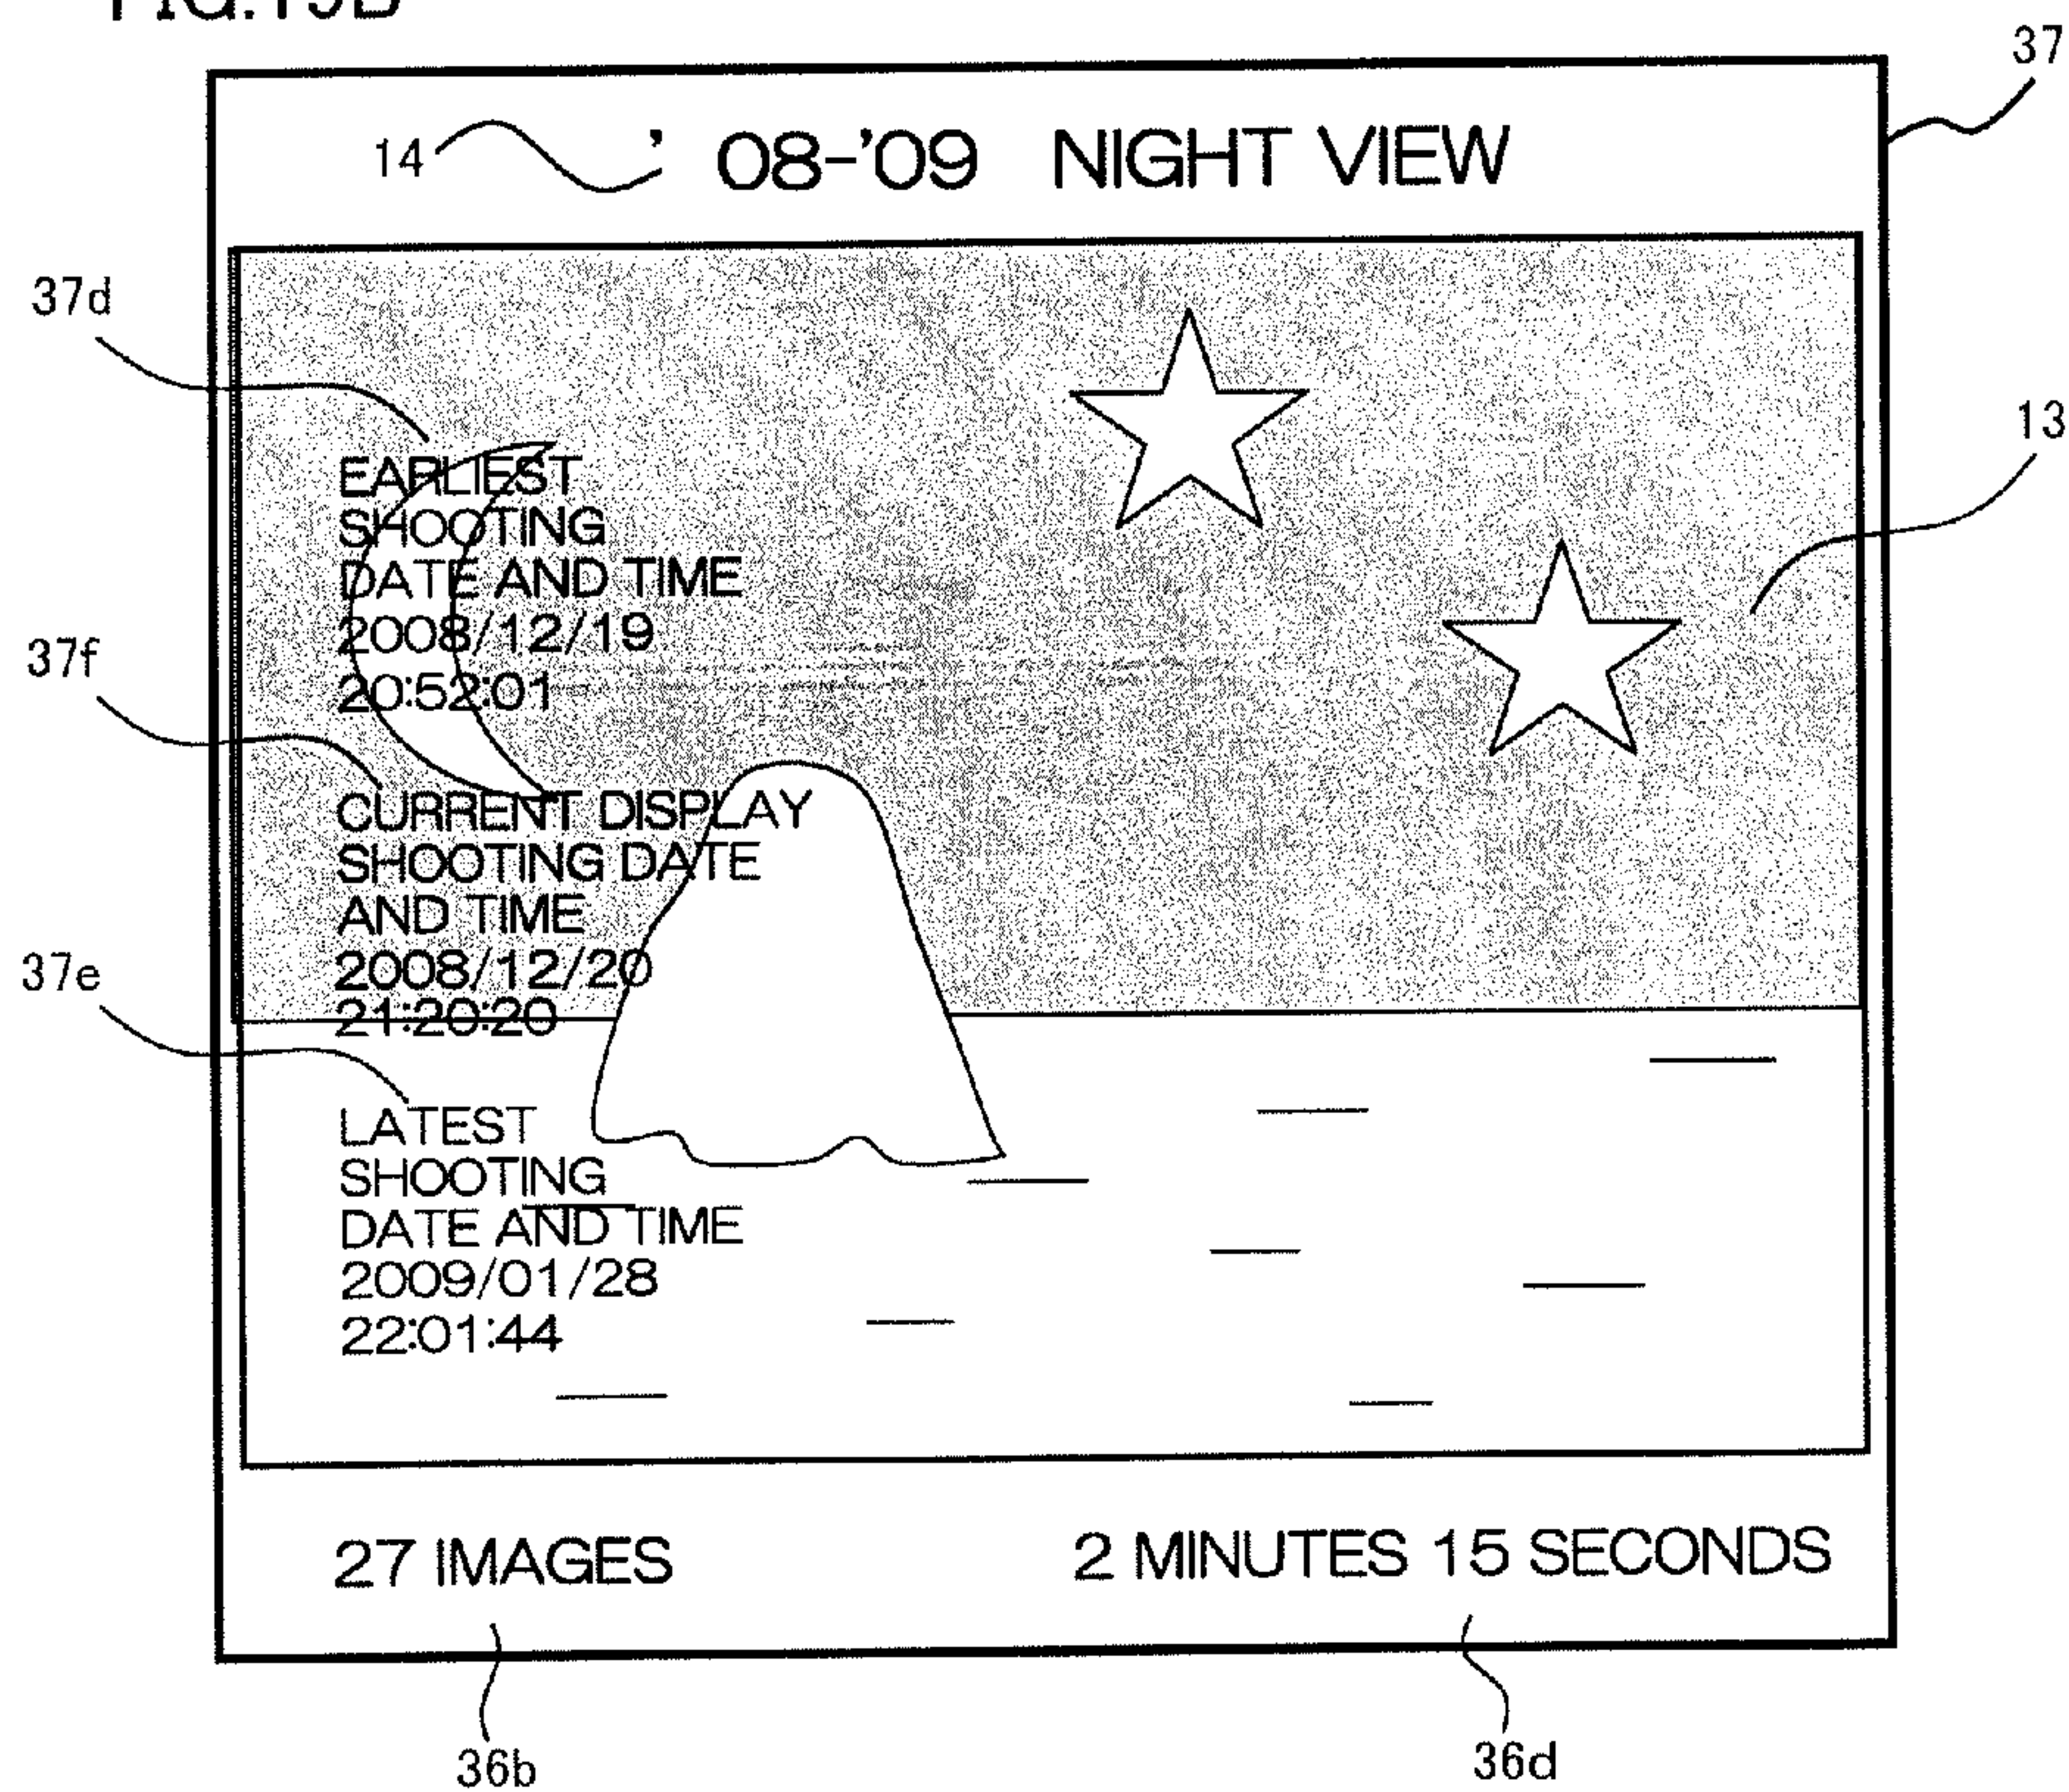 FIG.19B
37
14
' 08-'09 NIGHT VIEW
37d
13
EARLIEST
SHOOTING
DATE AND TIME
2008/12/19
20:52:01
37f
CURRENT DISPLAY
SHOOTING DATE
AND TIME
2008/12/20
21:20:20
37e
LATEST
SHOOTING
DATE AND TIME
2009/01/28
22:01:44
27 IMAGES
2 MINUTES 15 SECONDS
36b
36d